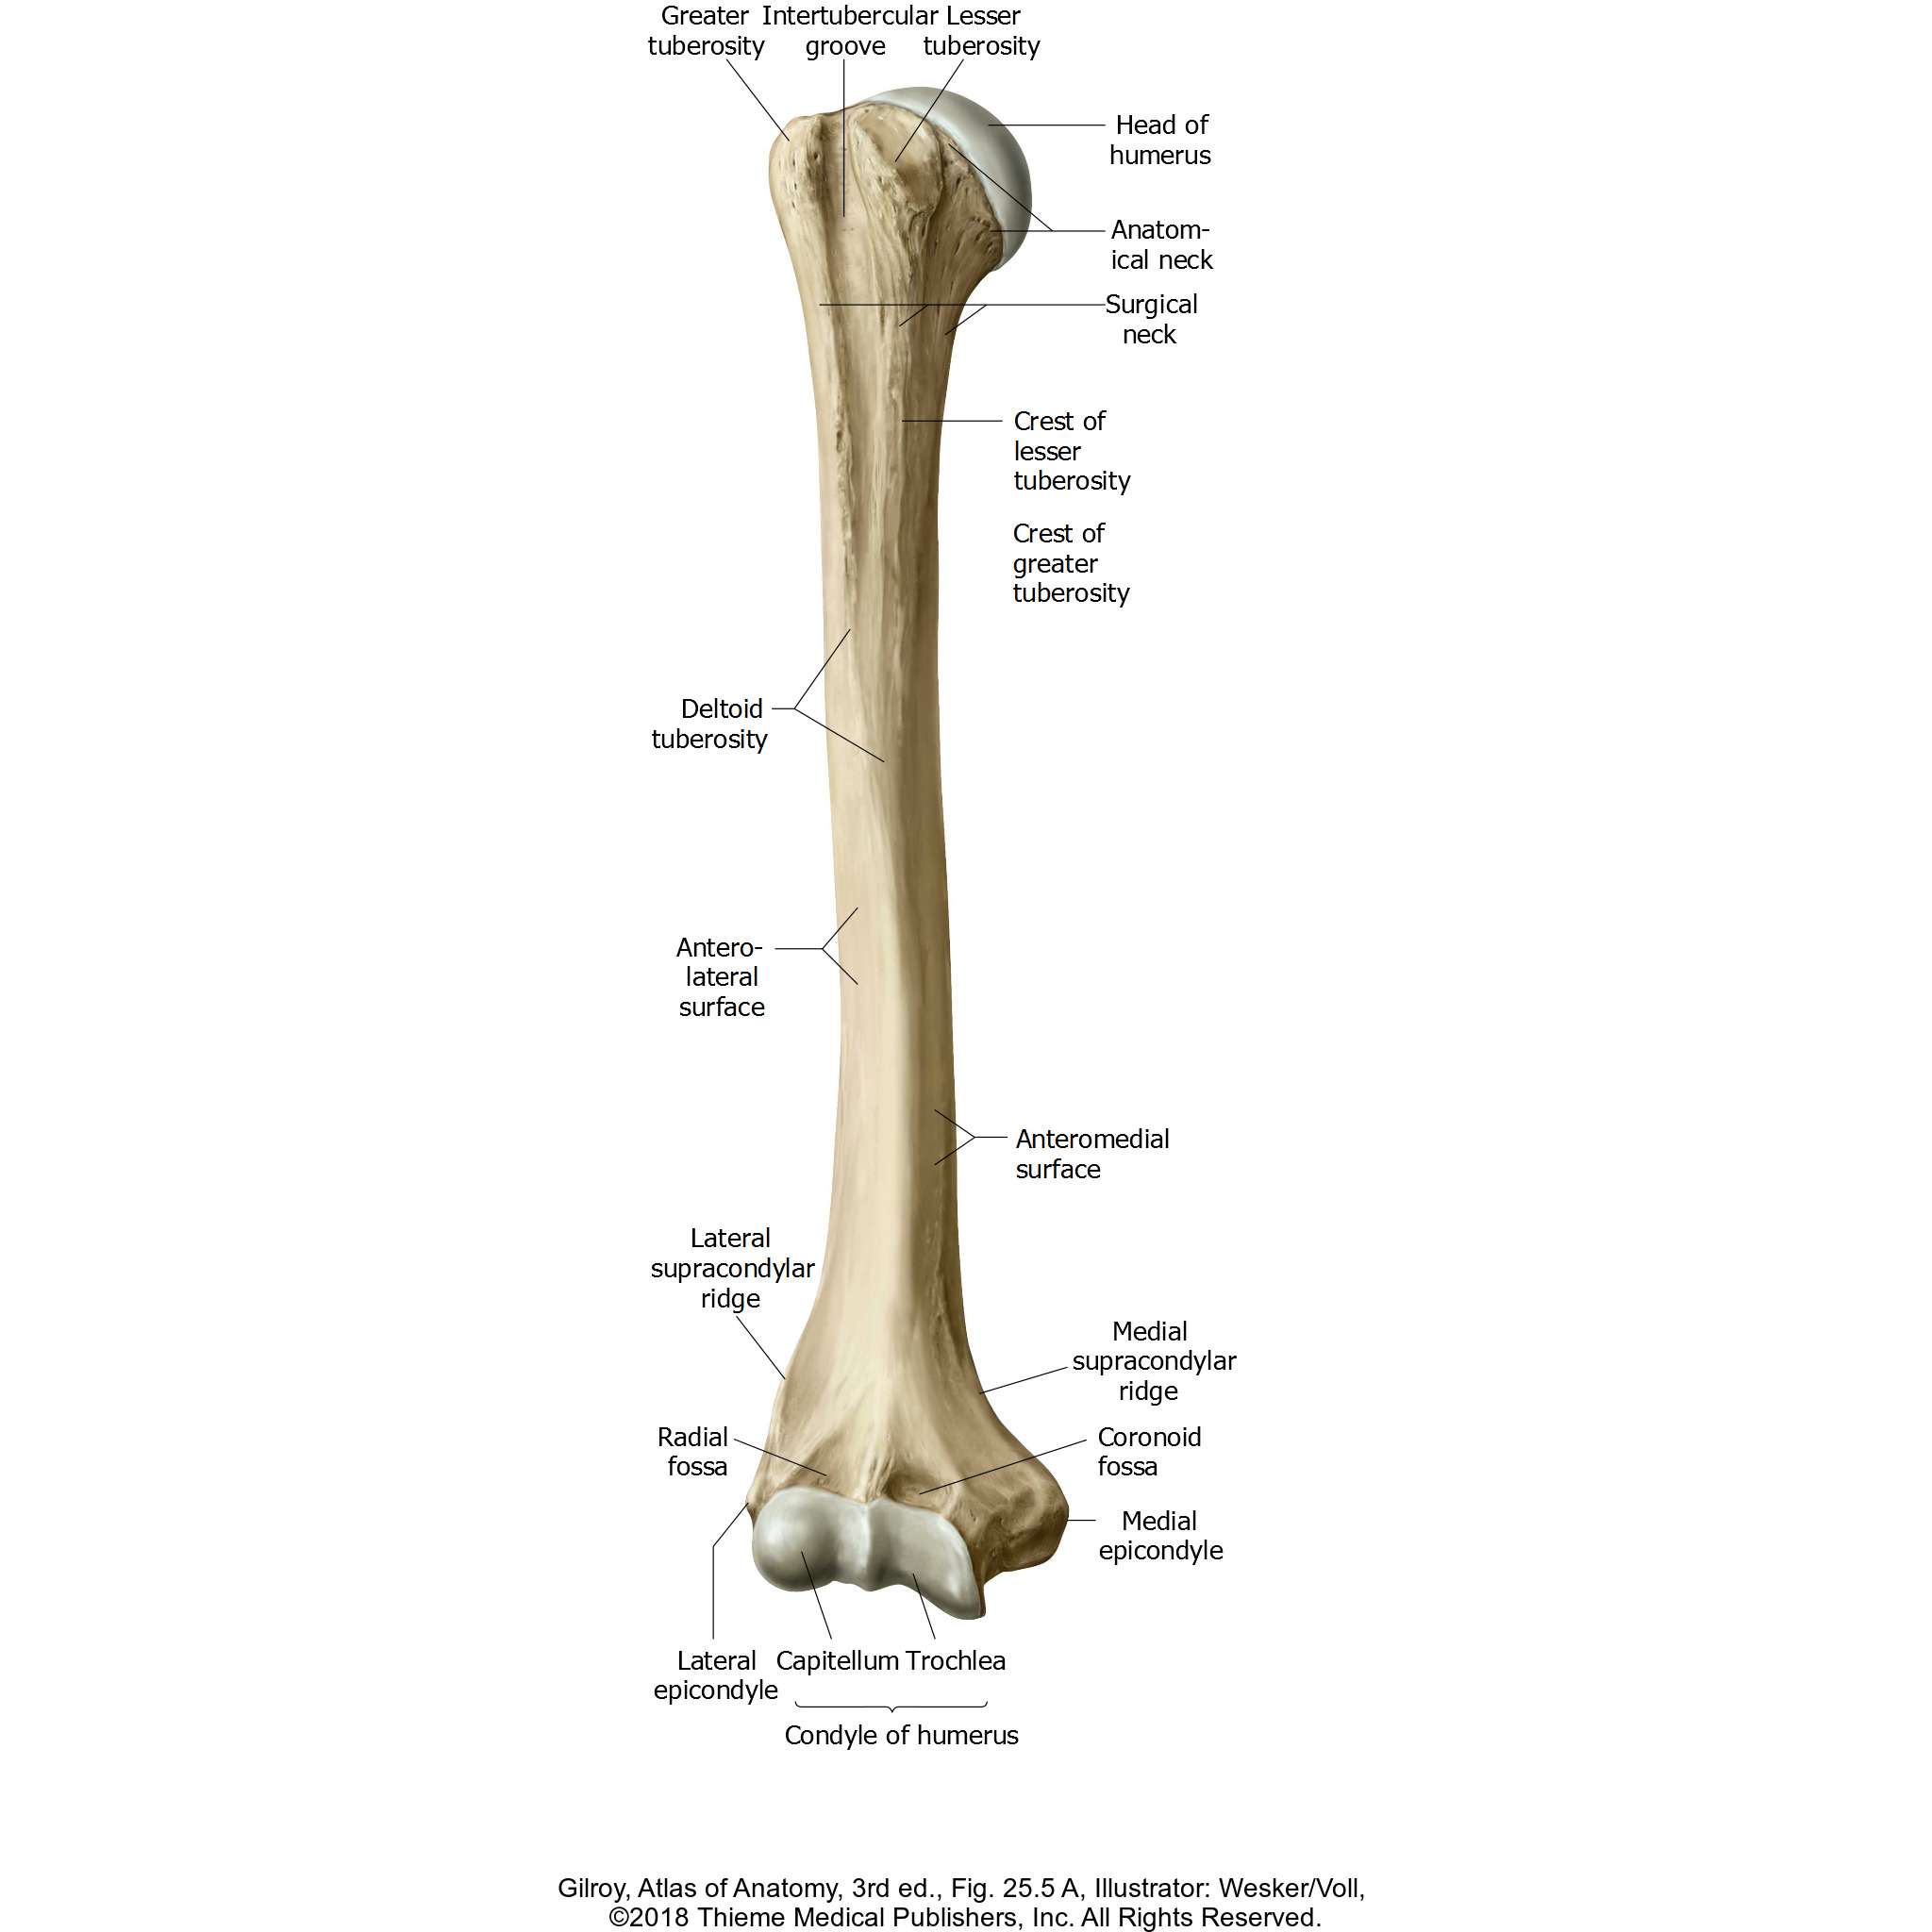 Greater
tuberosity
Intertubercular
groove
Lesser
tuberosity
Head of
humerus
Anatom-
ical neck
Surgical
neck
Crest of
lesser
tuberosity
Crest of
greater
tuberosity
Deltoid
tuberosity
Antero-
lateral
surface
Anteromedial
surface
Lateral
supracondylar
ridge
Medial
supracondylar
ridge
Radial
fossa
Coronoid
fossa
Medial
epicondyle
Lateral
epicondyle
Capitellum
Trochlea
Condyle of humerus
Gilroy, Atlas of Anatomy, 3rd ed., Fig. 25.5 A, Illustrator: Wesker/Voll,
©2018 Thieme Medical Publishers, Inc. All Rights Reserved.